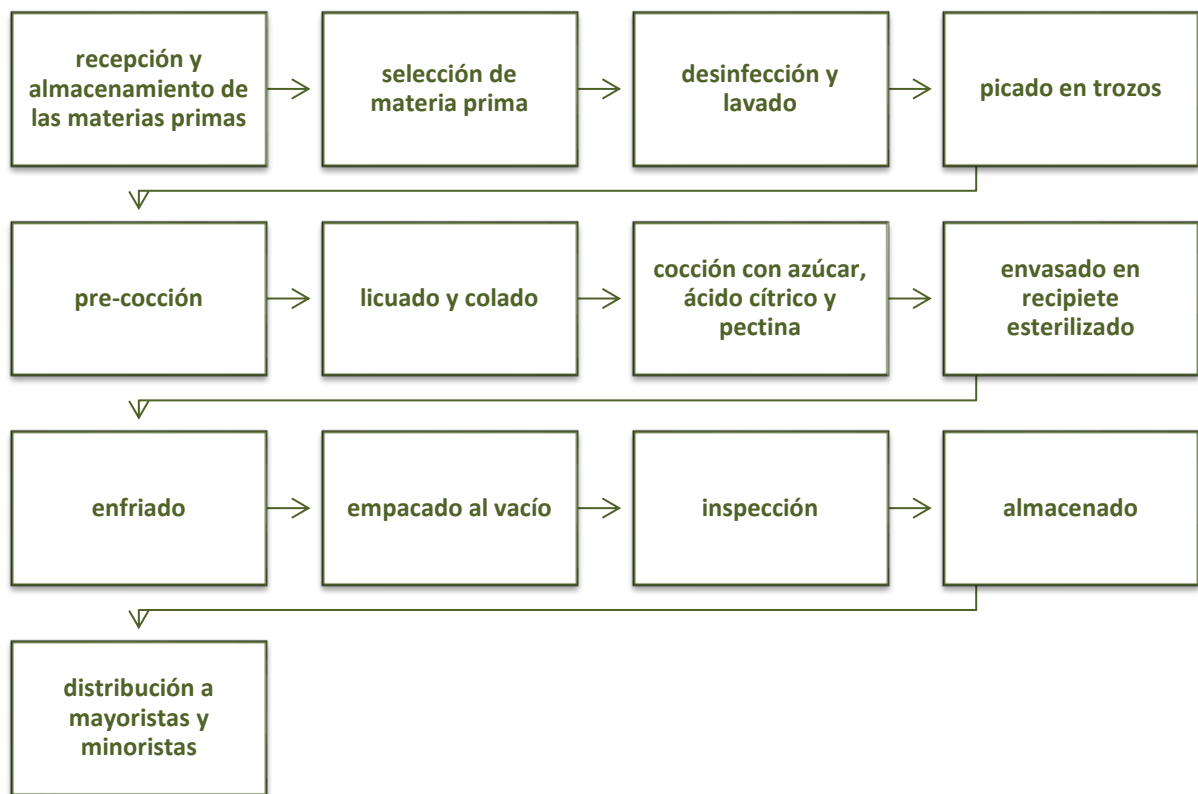 recepción y
almacenamiento de
las materias primas
selección de
materia prima
desinfección y
lavado
picado en trozos
pre-cocción
licuado y colado
cocción con azúcar,
ácido cítrico y
pectina
envasado en
recipiete
esterilizado
enfriado
empacado al vacío
inspección
almacenado
distribución a
mayoristas y
minoristas